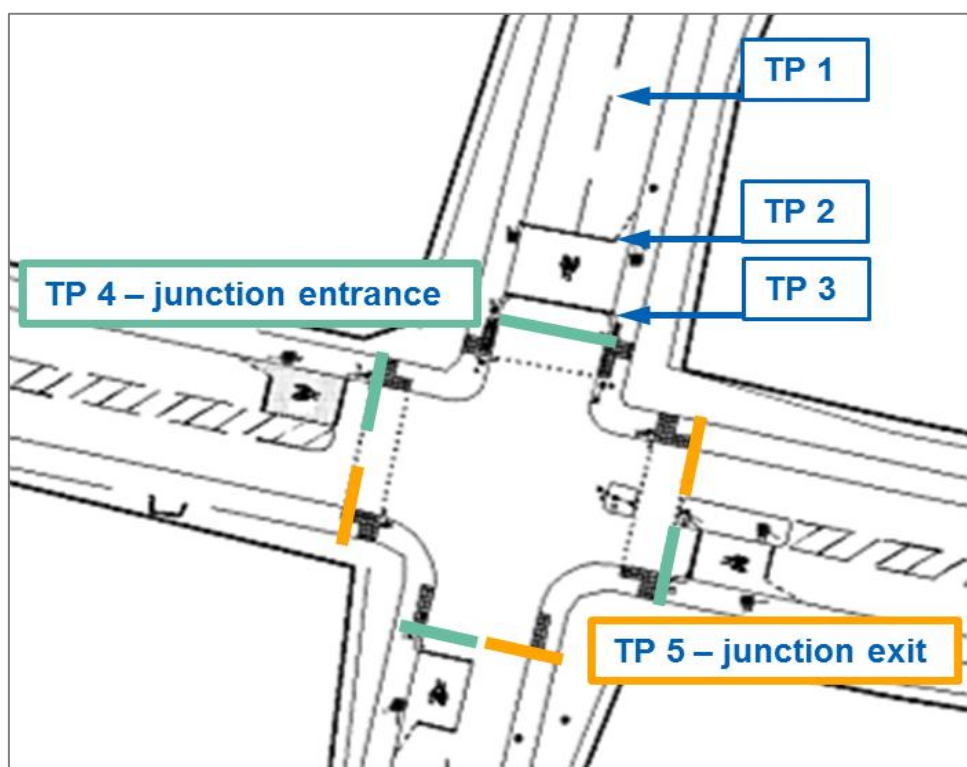 TP 1
TP 2
TP 3
TP 4 – junction entrance
TP 5 – junction exit